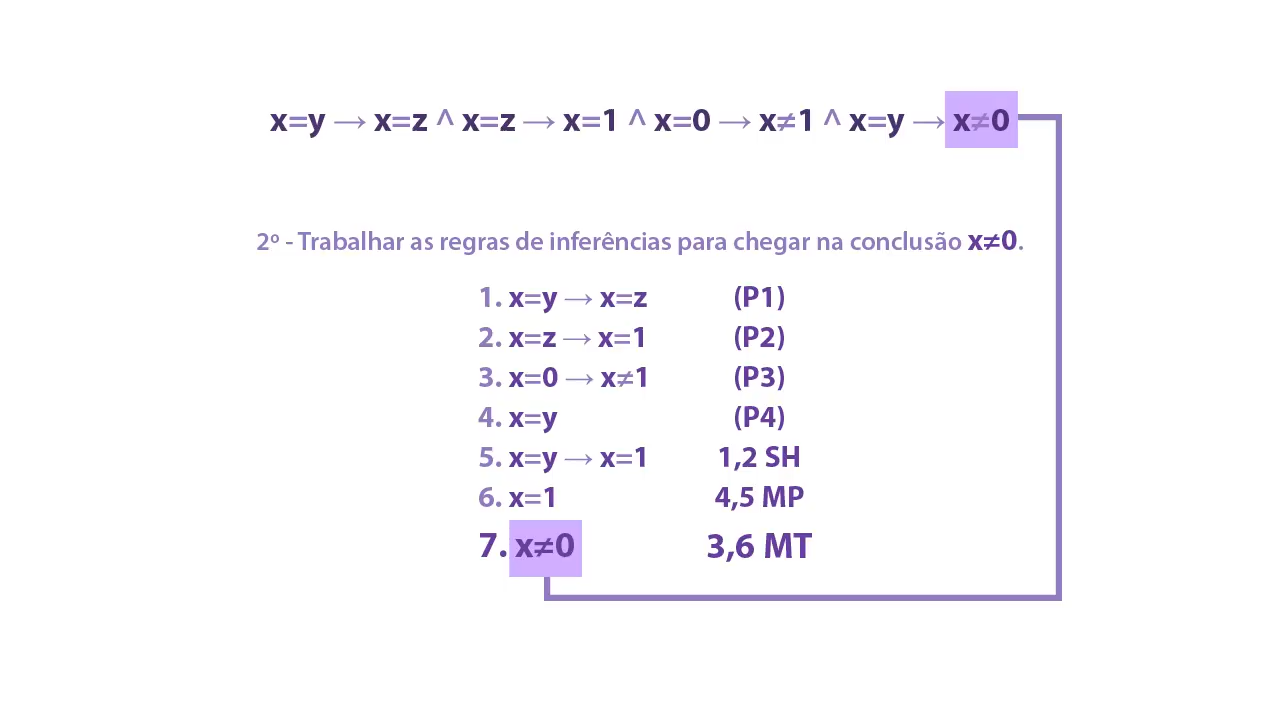 x=y → x=z ^ x=z → x=1 ^ x=0 → x≠1 ^ x=y → x≠0
2º - Trabalhar as regras de inferências para chegar na conclusão x≠0.
1. x=y → x=z (P1)
2. x=z → x=1 (P2)
3. x=0 → x≠1 (P3)
4. x=y (P4)
5. x=y → x=1 1,2 SH
6. x=1 4,5 MP
7. x≠0 3,6 MT